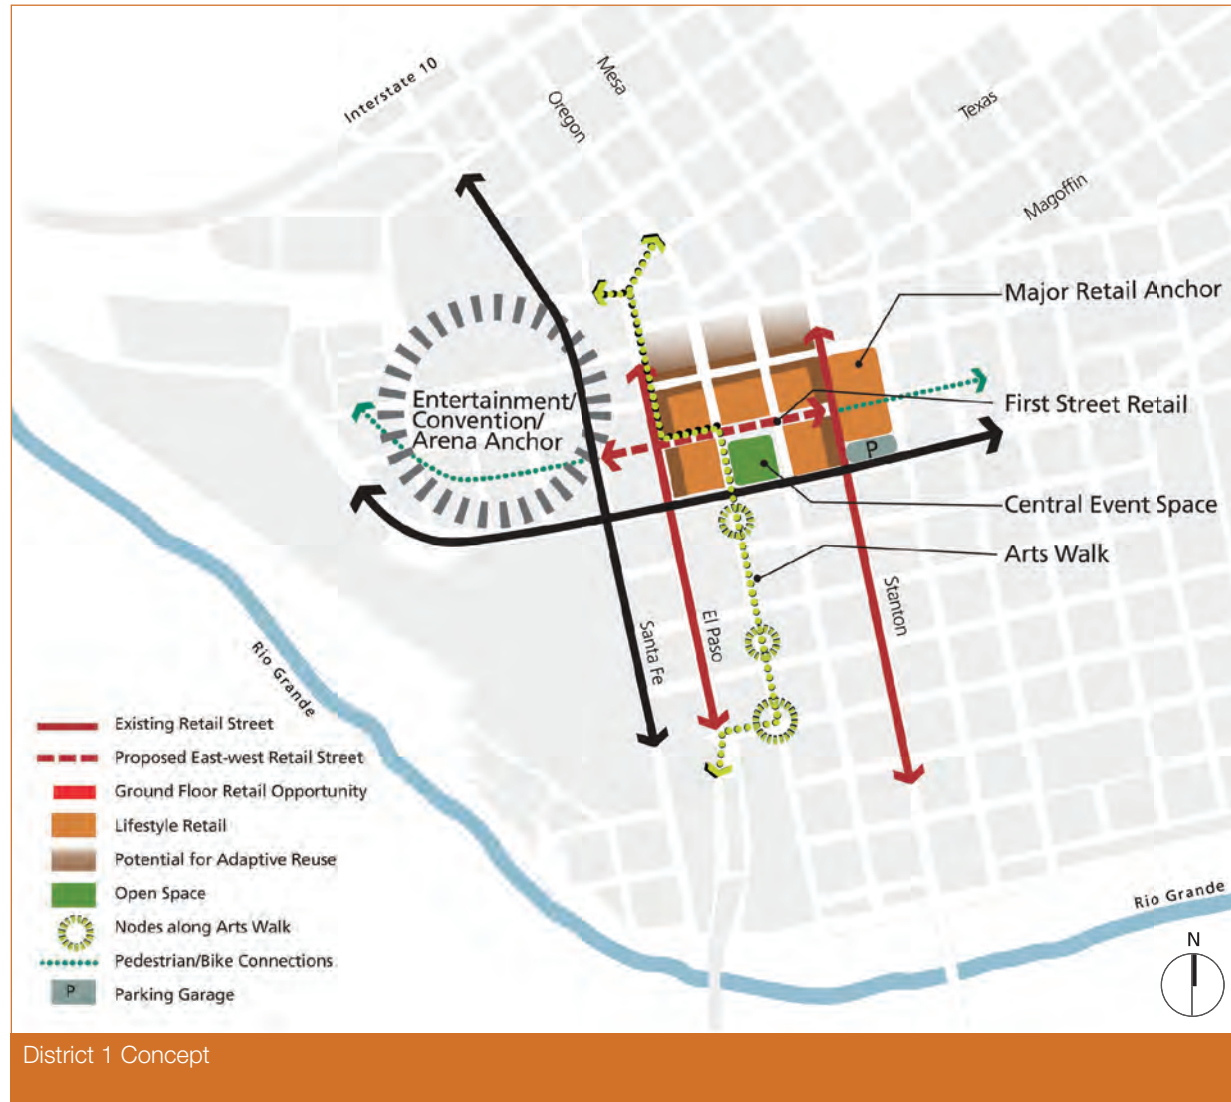 Interstate 10
Mesa
Oregon
Texas
Magoffin
Major Retail Anchor
First Street Retail
Entertainment/
Convention/
Arena Anchor
P
Central Event Space
Arts Walk
Santa Fe
El Paso
Stanton
Rio Grande
Rio Grande
Existing Retail Street
Proposed East-west Retail Street
Ground Floor Retail Opportunity
Lifestyle Retail
Potential for Adaptive Reuse
Open Space
Nodes along Arts Walk
Pedestrian/Bike Connections
P Parking Garage
N
District 1 Concept